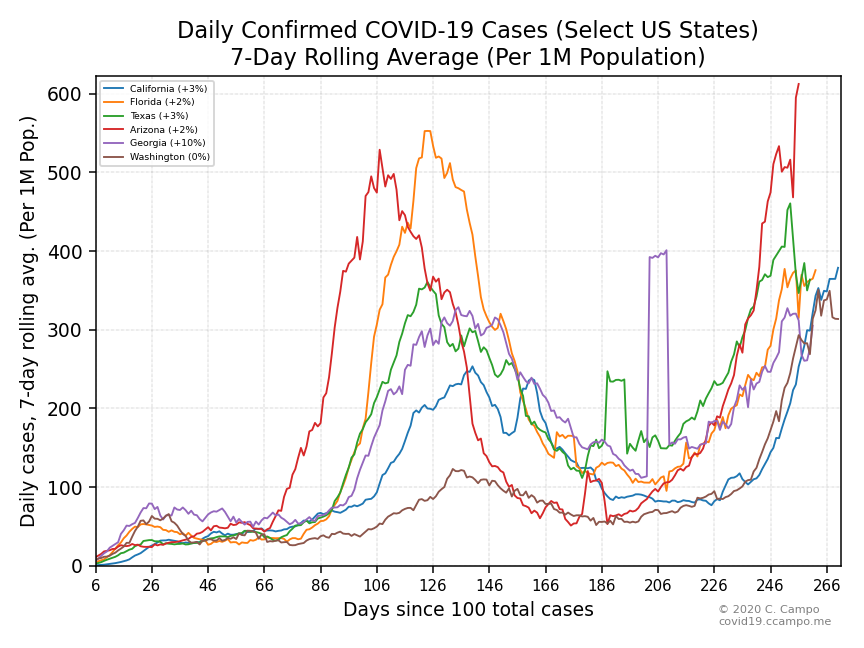 Daily Confirmed COVID-19 Cases (Select US States)
7-Day Rolling Average (Per 1M Population)
Daily cases, 7-day rolling avg. (Per 1M Pop.)
600
500
400
300
200
100
0
California (+3%)
Florida (+2%)
Texas (+3%)
Arizona (+2%)
Georgia (+10%)
Washington (0%)
6 26 46 66 86 106 126 146 166 186 206 226 246 266
Days since 100 total cases
© 2020 C. Campo
covid19.ccampo.me